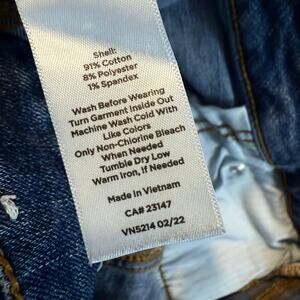 Shell:
91% Cotton
8% Polyester
1% Spandex
Wash Before Wearing
Turn Garment Inside Out
Machine Wash Cold With
Like Colors
Only Non-Chlorine Bleach
When Needed
Tumble Dry Low
Warm Iron, If Needed
Made in Vietnam
CA# 23147
VN5214 02/22